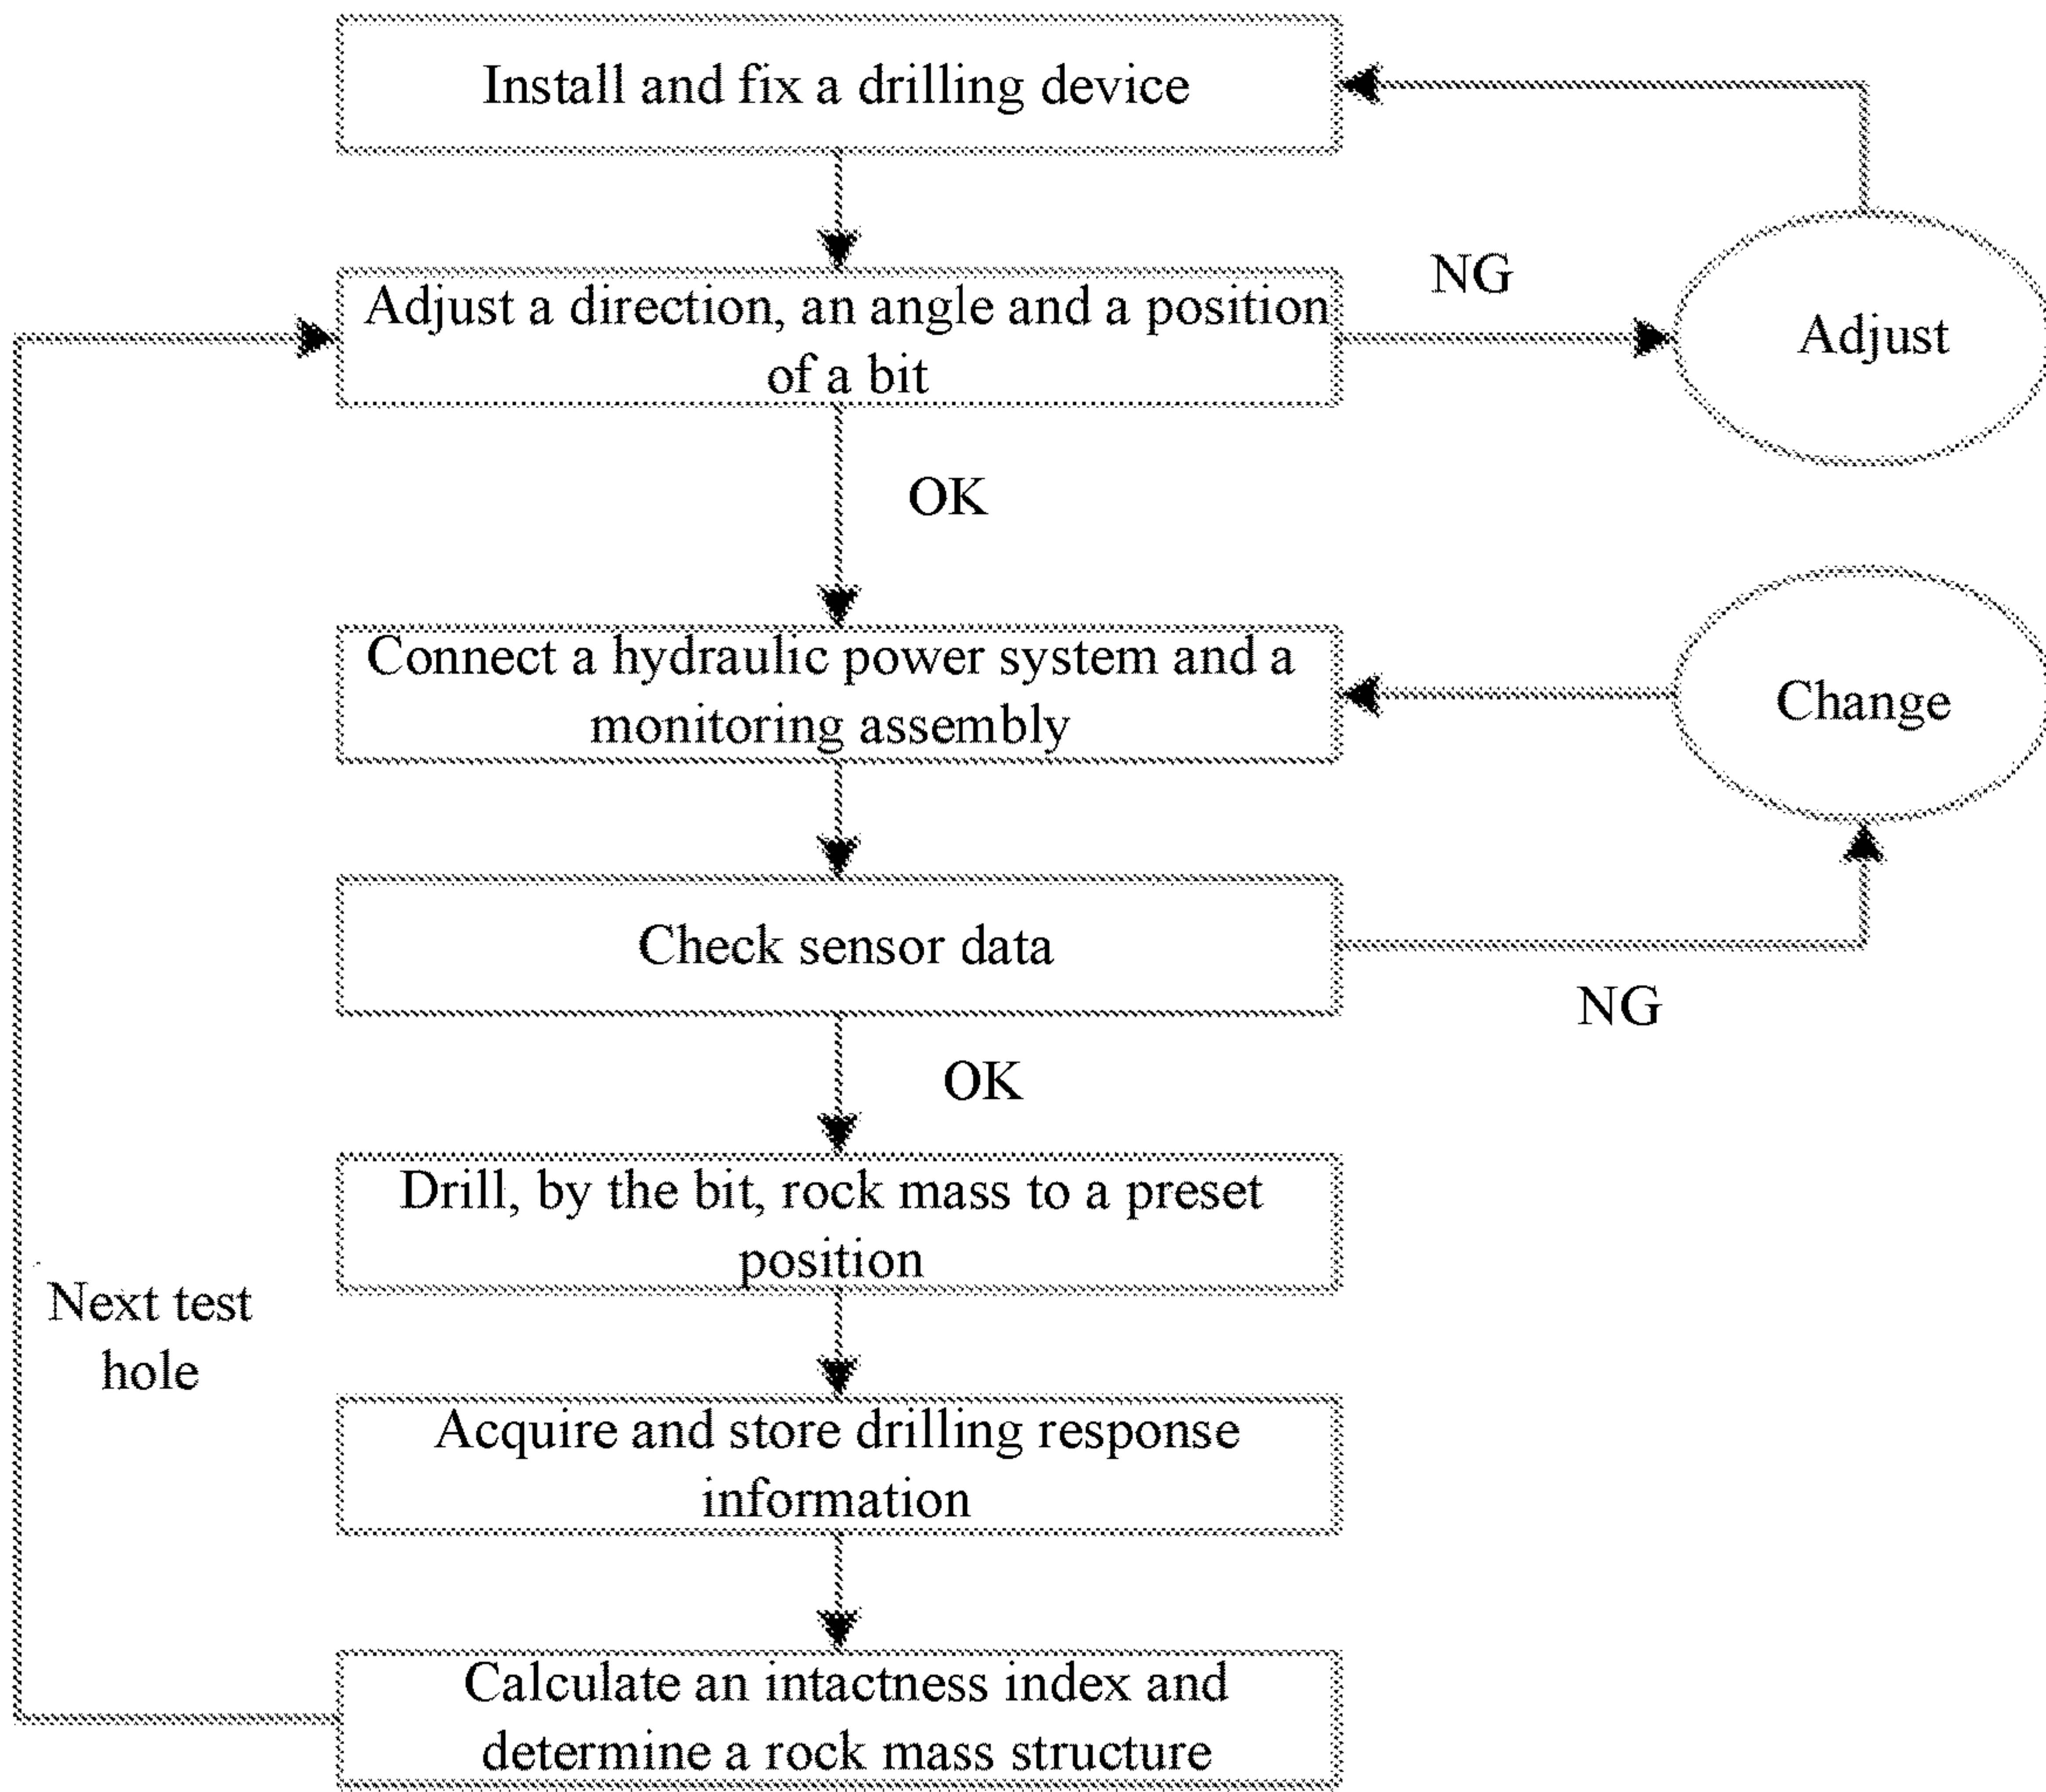 Install and fix a drilling device
Adjust a direction, an angle and a position
of a bit
NG
Adjust
OK
Connect a hydraulic power system and a
monitoring assembly
Change
Check sensor data
NG
OK
Drill, by the bit, rock mass to a preset
position
Next test
hole
Acquire and store drilling response
information
Calculate an intactness index and
determine a rock mass structure